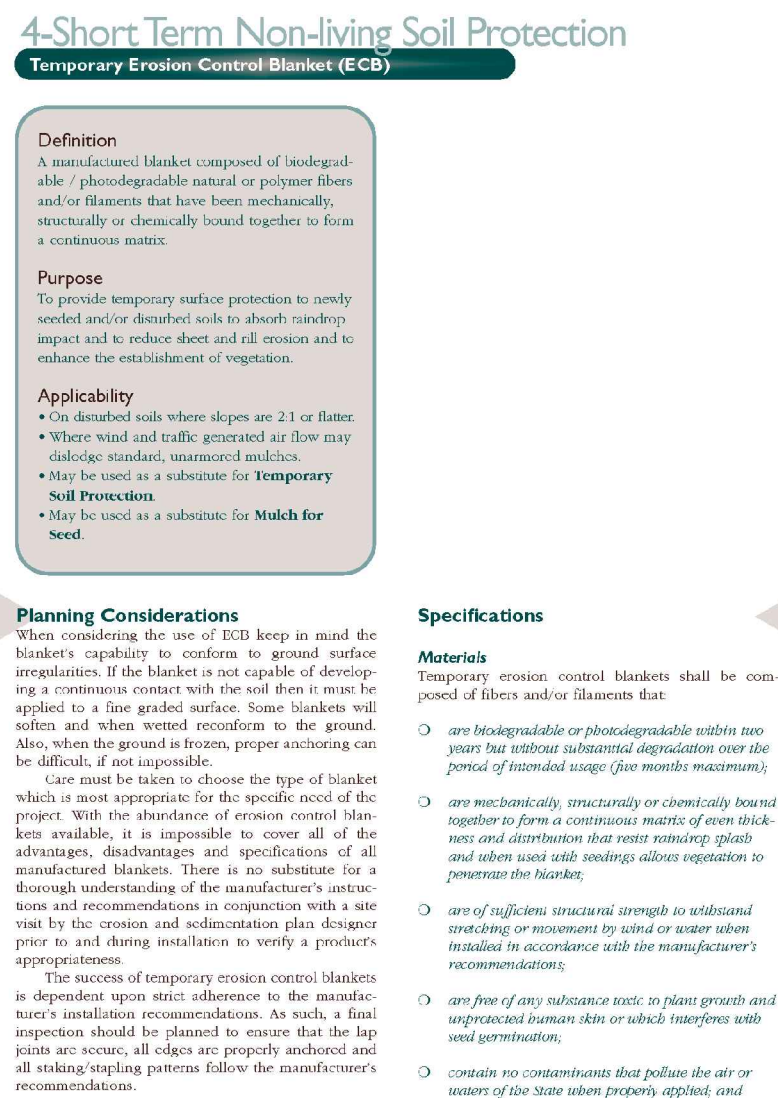 4-Short Term Non-living Soil Protection
Temporary Erosion Control Blanket (ECB)
Definition
A manufactured blanket composed of biodegrad-
able / photodegradable natural or polymer fibers
and/or filaments that have been mechanically,
structurally or chemically bound together to form
a continuous matrix.
Purpose
To provide temporary surface protection to newly
seeded and/or disturbed soils to absorb raindrop
impact and to reduce sheet and rill erosion and to
enhance the establishment of vegetation.
Applicability
• On disturbed soils where slopes are 2:1 or flatter.
• Where wind and traffic generated air flow may
dislodge standard, unarmored mulches.
• May be used as a substitute for Temporary
Soil Protection.
• May be used as a substitute for Mulch for
Seed.
Planning Considerations
When considering the use of ECB keep in mind the
blanket's capability to conform to ground surface
irregularities. If the blanket is not capable of develop-
ing a continuous contact with the soil then it must be
applied to a fine graded surface. Some blankets will
soften and when wetted reconform to the ground.
Also, when the ground is frozen, proper anchoring can
be difficult, if not impossible.
Care must be taken to choose the type of blanket
which is most appropriate for the specific need of the
project. With the abundance of erosion control blan-
kets available, it is impossible to cover all of the
advantages, disadvantages and specifications of all
manufactured blankets. There is no substitute for a
thorough understanding of the manufacturer's instruc-
tions and recommendations in conjunction with a site
visit by the erosion and sedimentation plan designer
prior to and during installation to verify a product's
appropriateness.
The success of temporary erosion control blankets
is dependent upon strict adherence to the manufac-
turer's installation recommendations. As such, a final
inspection should be planned to ensure that the lap
joints are secure, all edges are properly anchored and
all staking/stapling patterns follow the manufacturer's
recommendations.
Specifications
Materials
Temporary erosion control blankets shall be com-
posed of fibers and/or filaments that:
❍ are biodegradable or photodegradable within two
years but without substantial degradation over the
period of intended usage (five months maximum);
❍ are mechanically, structurally or chemically bound
together to form a continuous matrix of even thick-
ness and distribution that resist raindrop splash
and when used with seedings allows vegetation to
penetrate the blanket;
❍ are of sufficient structural strength to withstand
stretching or movement by wind or water when
installed in accordance with the manufacturer's
recommendations;
❍ are free of any substance toxic to plant growth and
unprotected human skin or which interferes with
seed germination;
❍ contain no contaminants that pollute the air or
waters of the State when properly applied; and